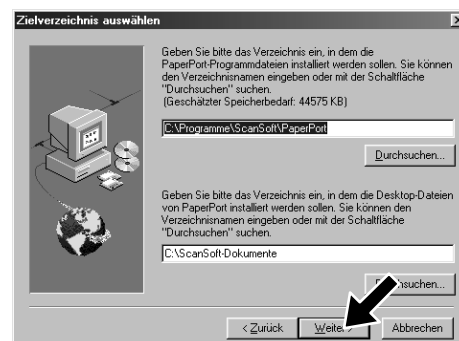 Zielverzeichnis auswählen
Geben Sie bitte das Verzeichnis ein, in dem die
PaperPort-Programmdateien installiert werden sollen. Sie können
den Verzeichnisnamen eingeben oder mit der Schaltfläche
"Durchsuchen" suchen.
(Geschätzter Speicherbedarf: 44575 KB)
C:\Programme\ScanSoft\PaperPort
Durchsuchen...
Geben Sie bitte das Verzeichnis ein, in dem die Desktop-Dateien
von PaperPort installiert werden sollen. Sie können den
Verzeichnisnamen eingeben oder mit der Schaltfläche
"Durchsuchen" suchen.
C:\ScanSoft-Dokumente
< Zurück Weiter > Abbrechen